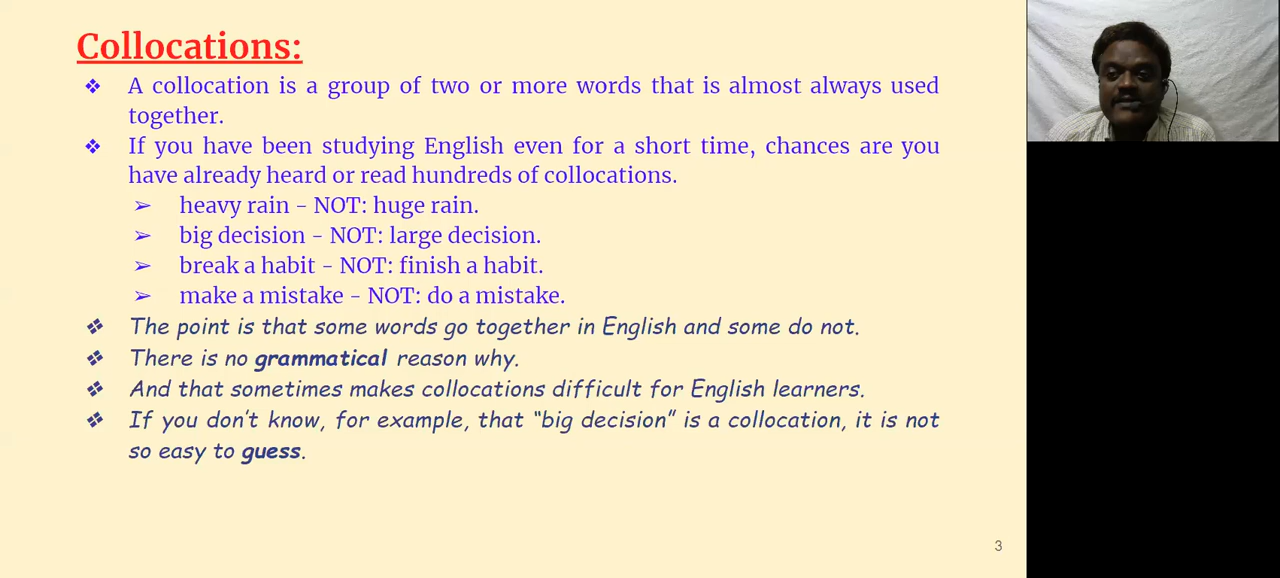 Collocations:
❖ A collocation is a group of two or more words that is almost always used
together.
❖ If you have been studying English even for a short time, chances are you
have already heard or read hundreds of collocations.
➢ heavy rain - NOT: huge rain.
➢ big decision - NOT: large decision.
➢ break a habit - NOT: finish a habit.
➢ make a mistake - NOT: do a mistake.
❖ The point is that some words go together in English and some do not.
❖ There is no grammatical reason why.
❖ And that sometimes makes collocations difficult for English learners.
❖ If you don't know, for example, that “big decision” is a collocation, it is not
so easy to guess.
3